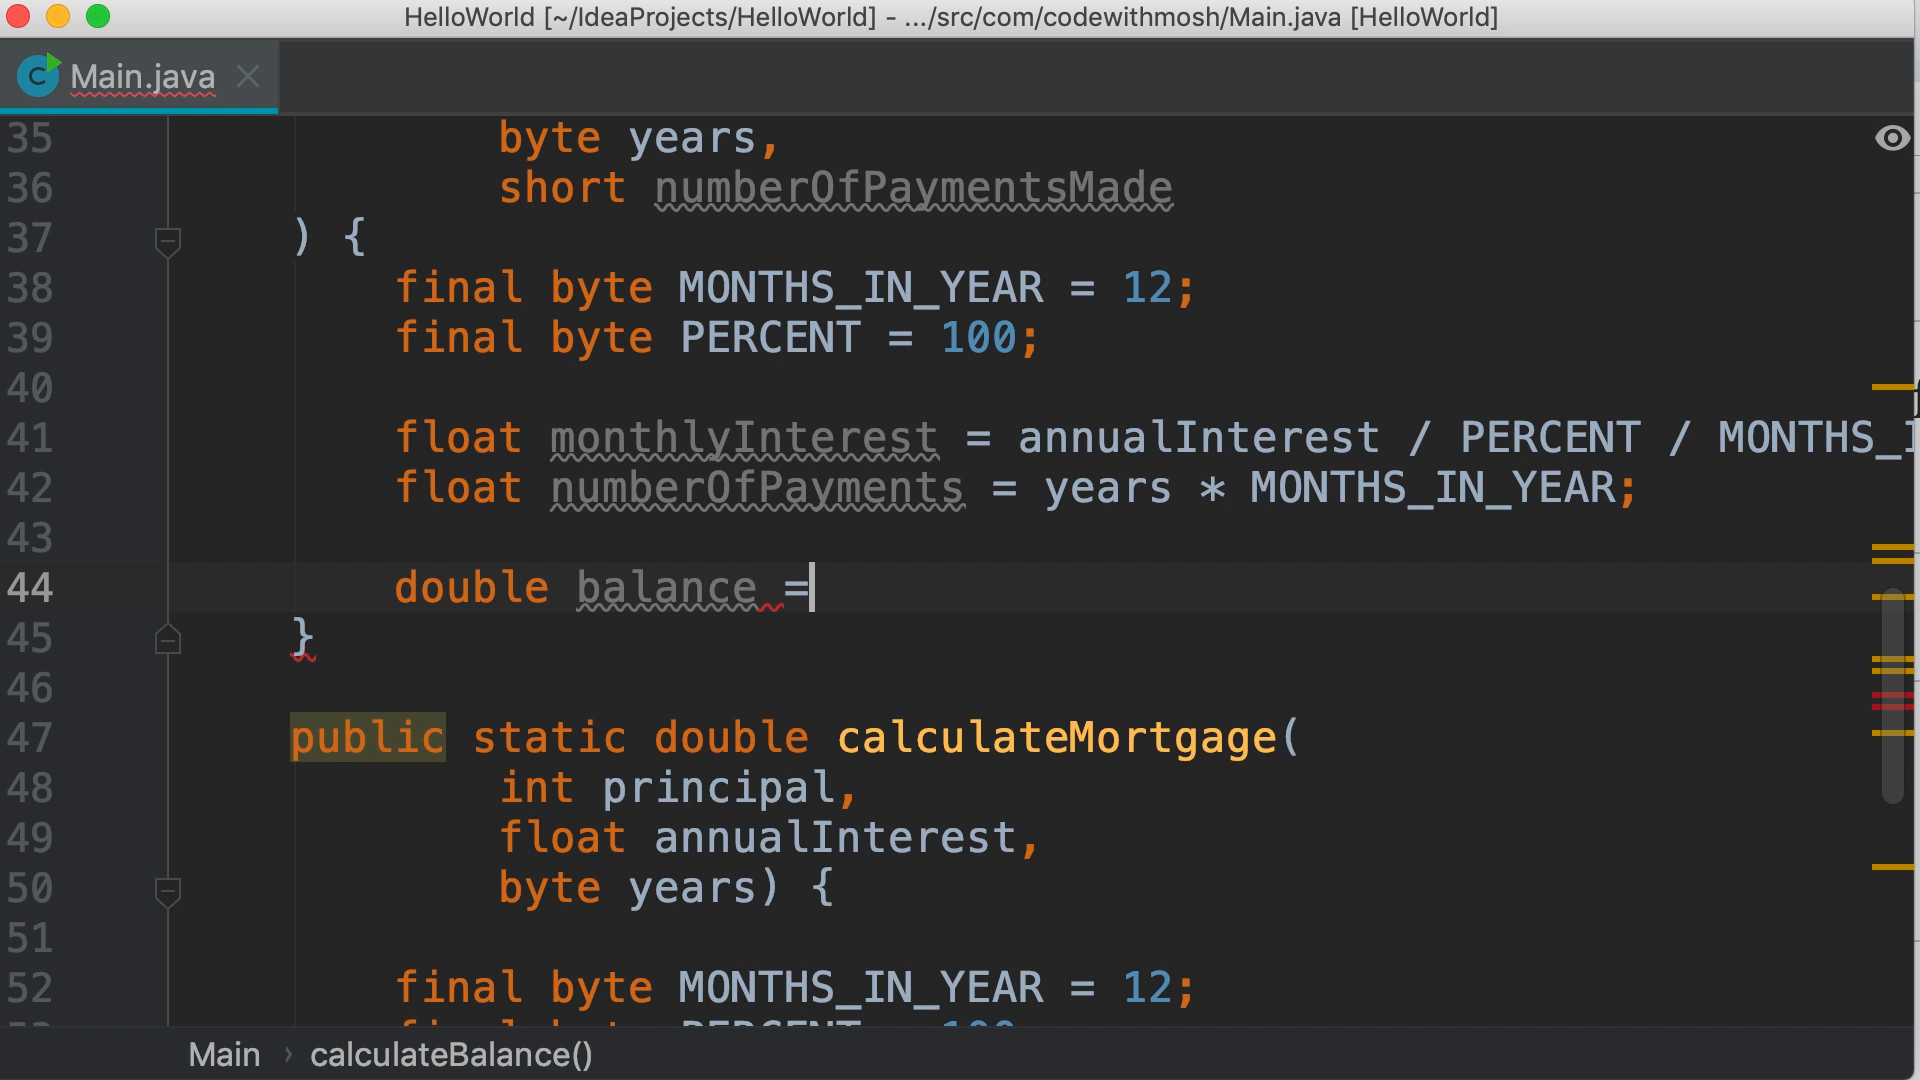 HelloWorld [~/IdeaProjects/HelloWorld] - .../src/com/codewithmosh/Main.java [HelloWorld]
Main.java
35 byte years,
36 short numberOfPaymentsMade
37 ) {
38 final byte MONTHS_IN_YEAR = 12;
39 final byte PERCENT = 100;
40
41 float monthlyInterest = annualInterest / PERCENT / MONTHS_I
42 float numberOfPayments = years * MONTHS_IN_YEAR;
43
44 double balance =
45 }
46
47 public static double calculateMortgage(
48 int principal,
49 float annualInterest,
50 byte years) {
51
52 final byte MONTHS_IN_YEAR = 12;
Main › calculateBalance()